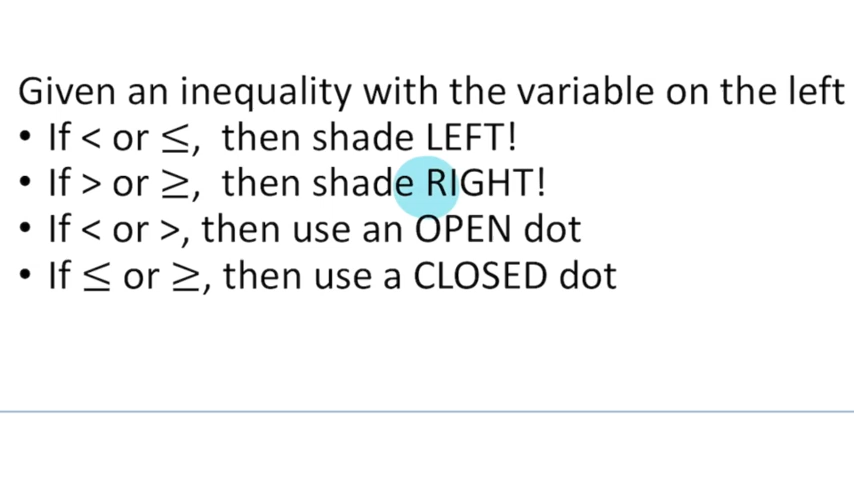 Given an inequality with the variable on the left
• If < or ≤, then shade LEFT!
• If > or ≥, then shade RIGHT!
• If < or >, then use an OPEN dot
• If ≤ or ≥, then use a CLOSED dot